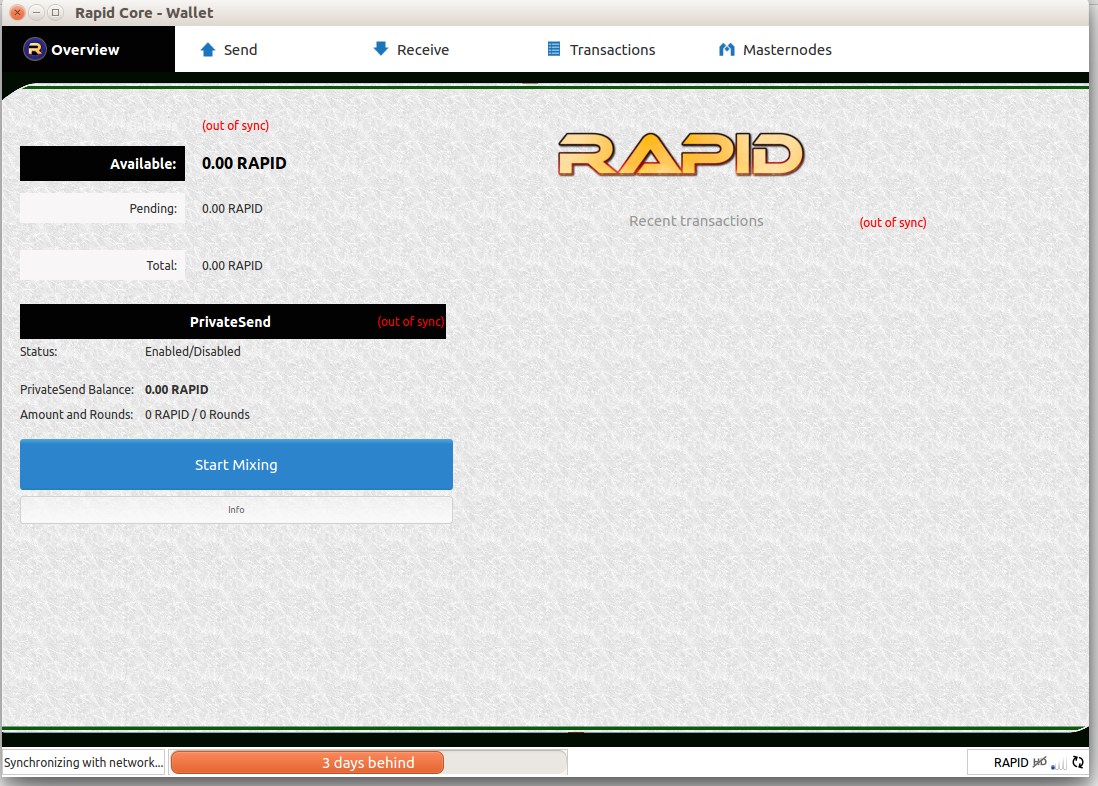 Rapid Core - Wallet
R Overview Send Receive Transactions Masternodes
(out of sync)
Available: 0.00 RAPID
Pending: 0.00 RAPID
Total: 0.00 RAPID
PrivateSend (out of sync)
Status: Enabled/Disabled
PrivateSend Balance: 0.00 RAPID
Amount and Rounds: 0 RAPID / 0 Rounds
Start Mixing
Info
RAPID
Recent transactions (out of sync)
Synchronizing with network... 3 days behind RAPID HD